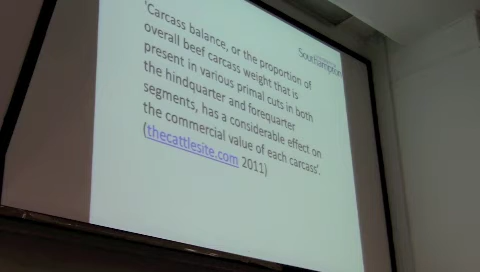 Southampton
'Carcass balance, or the proportion of
overall beef carcass weight that is
present in various primal cuts in both
the hindquarter and forequarter
segments, has a considerable effect on
the commercial value of each carcass'.
(thecattlesite.com 2011)